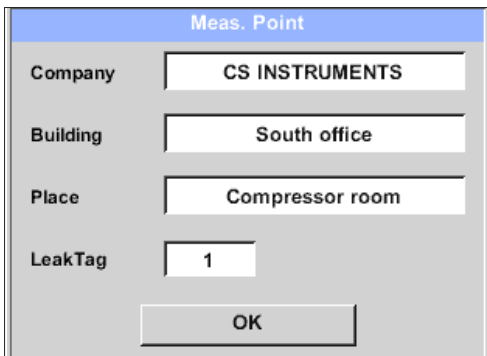 Meas. Point
Company CS INSTRUMENTS
Building South office
Place Compressor room
LeakTag 1
OK